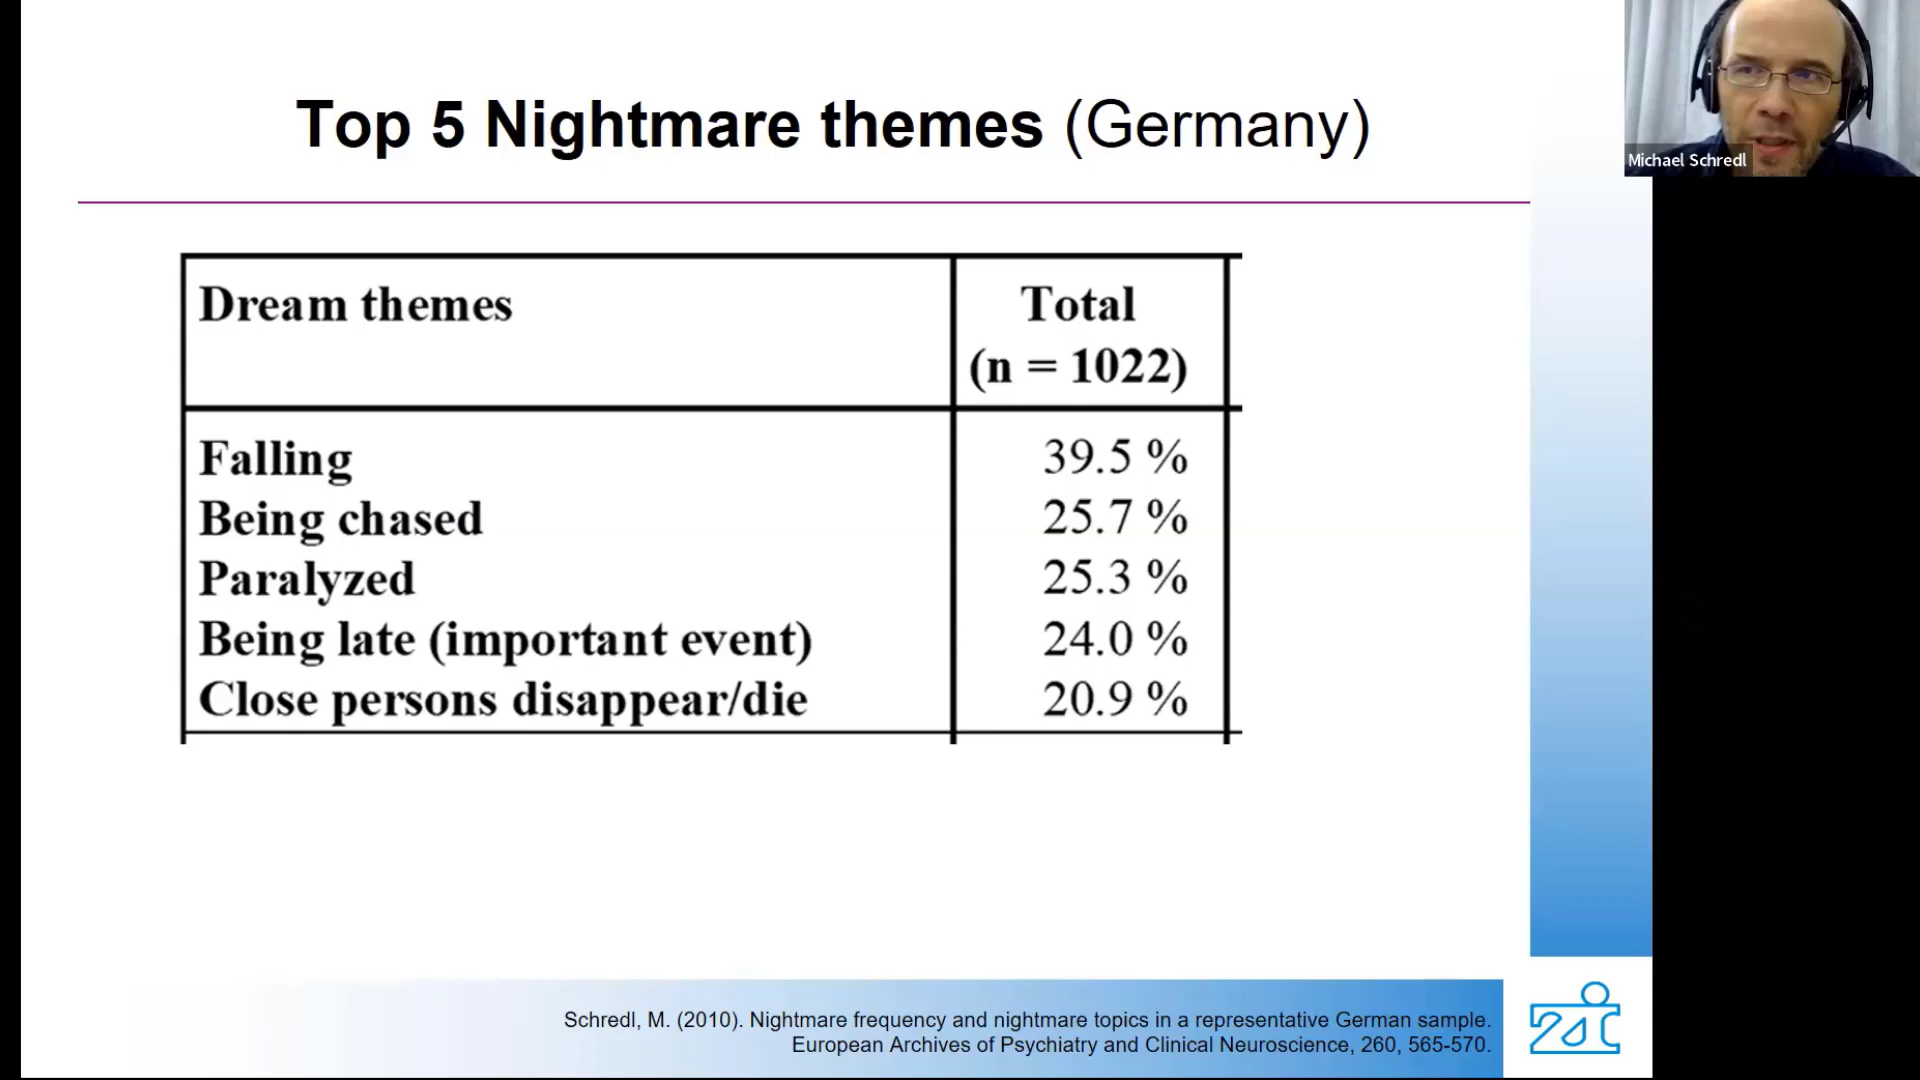 Top 5 Nightmare themes (Germany)
Michael Schredl
Dream themes Total
(n = 1022)
Falling 39.5 %
Being chased 25.7 %
Paralyzed 25.3 %
Being late (important event) 24.0 %
Close persons disappear/die 20.9 %
Schredl, M. (2010). Nightmare frequency and nightmare topics in a representative German sample.
European Archives of Psychiatry and Clinical Neuroscience, 260, 565-570.
zi